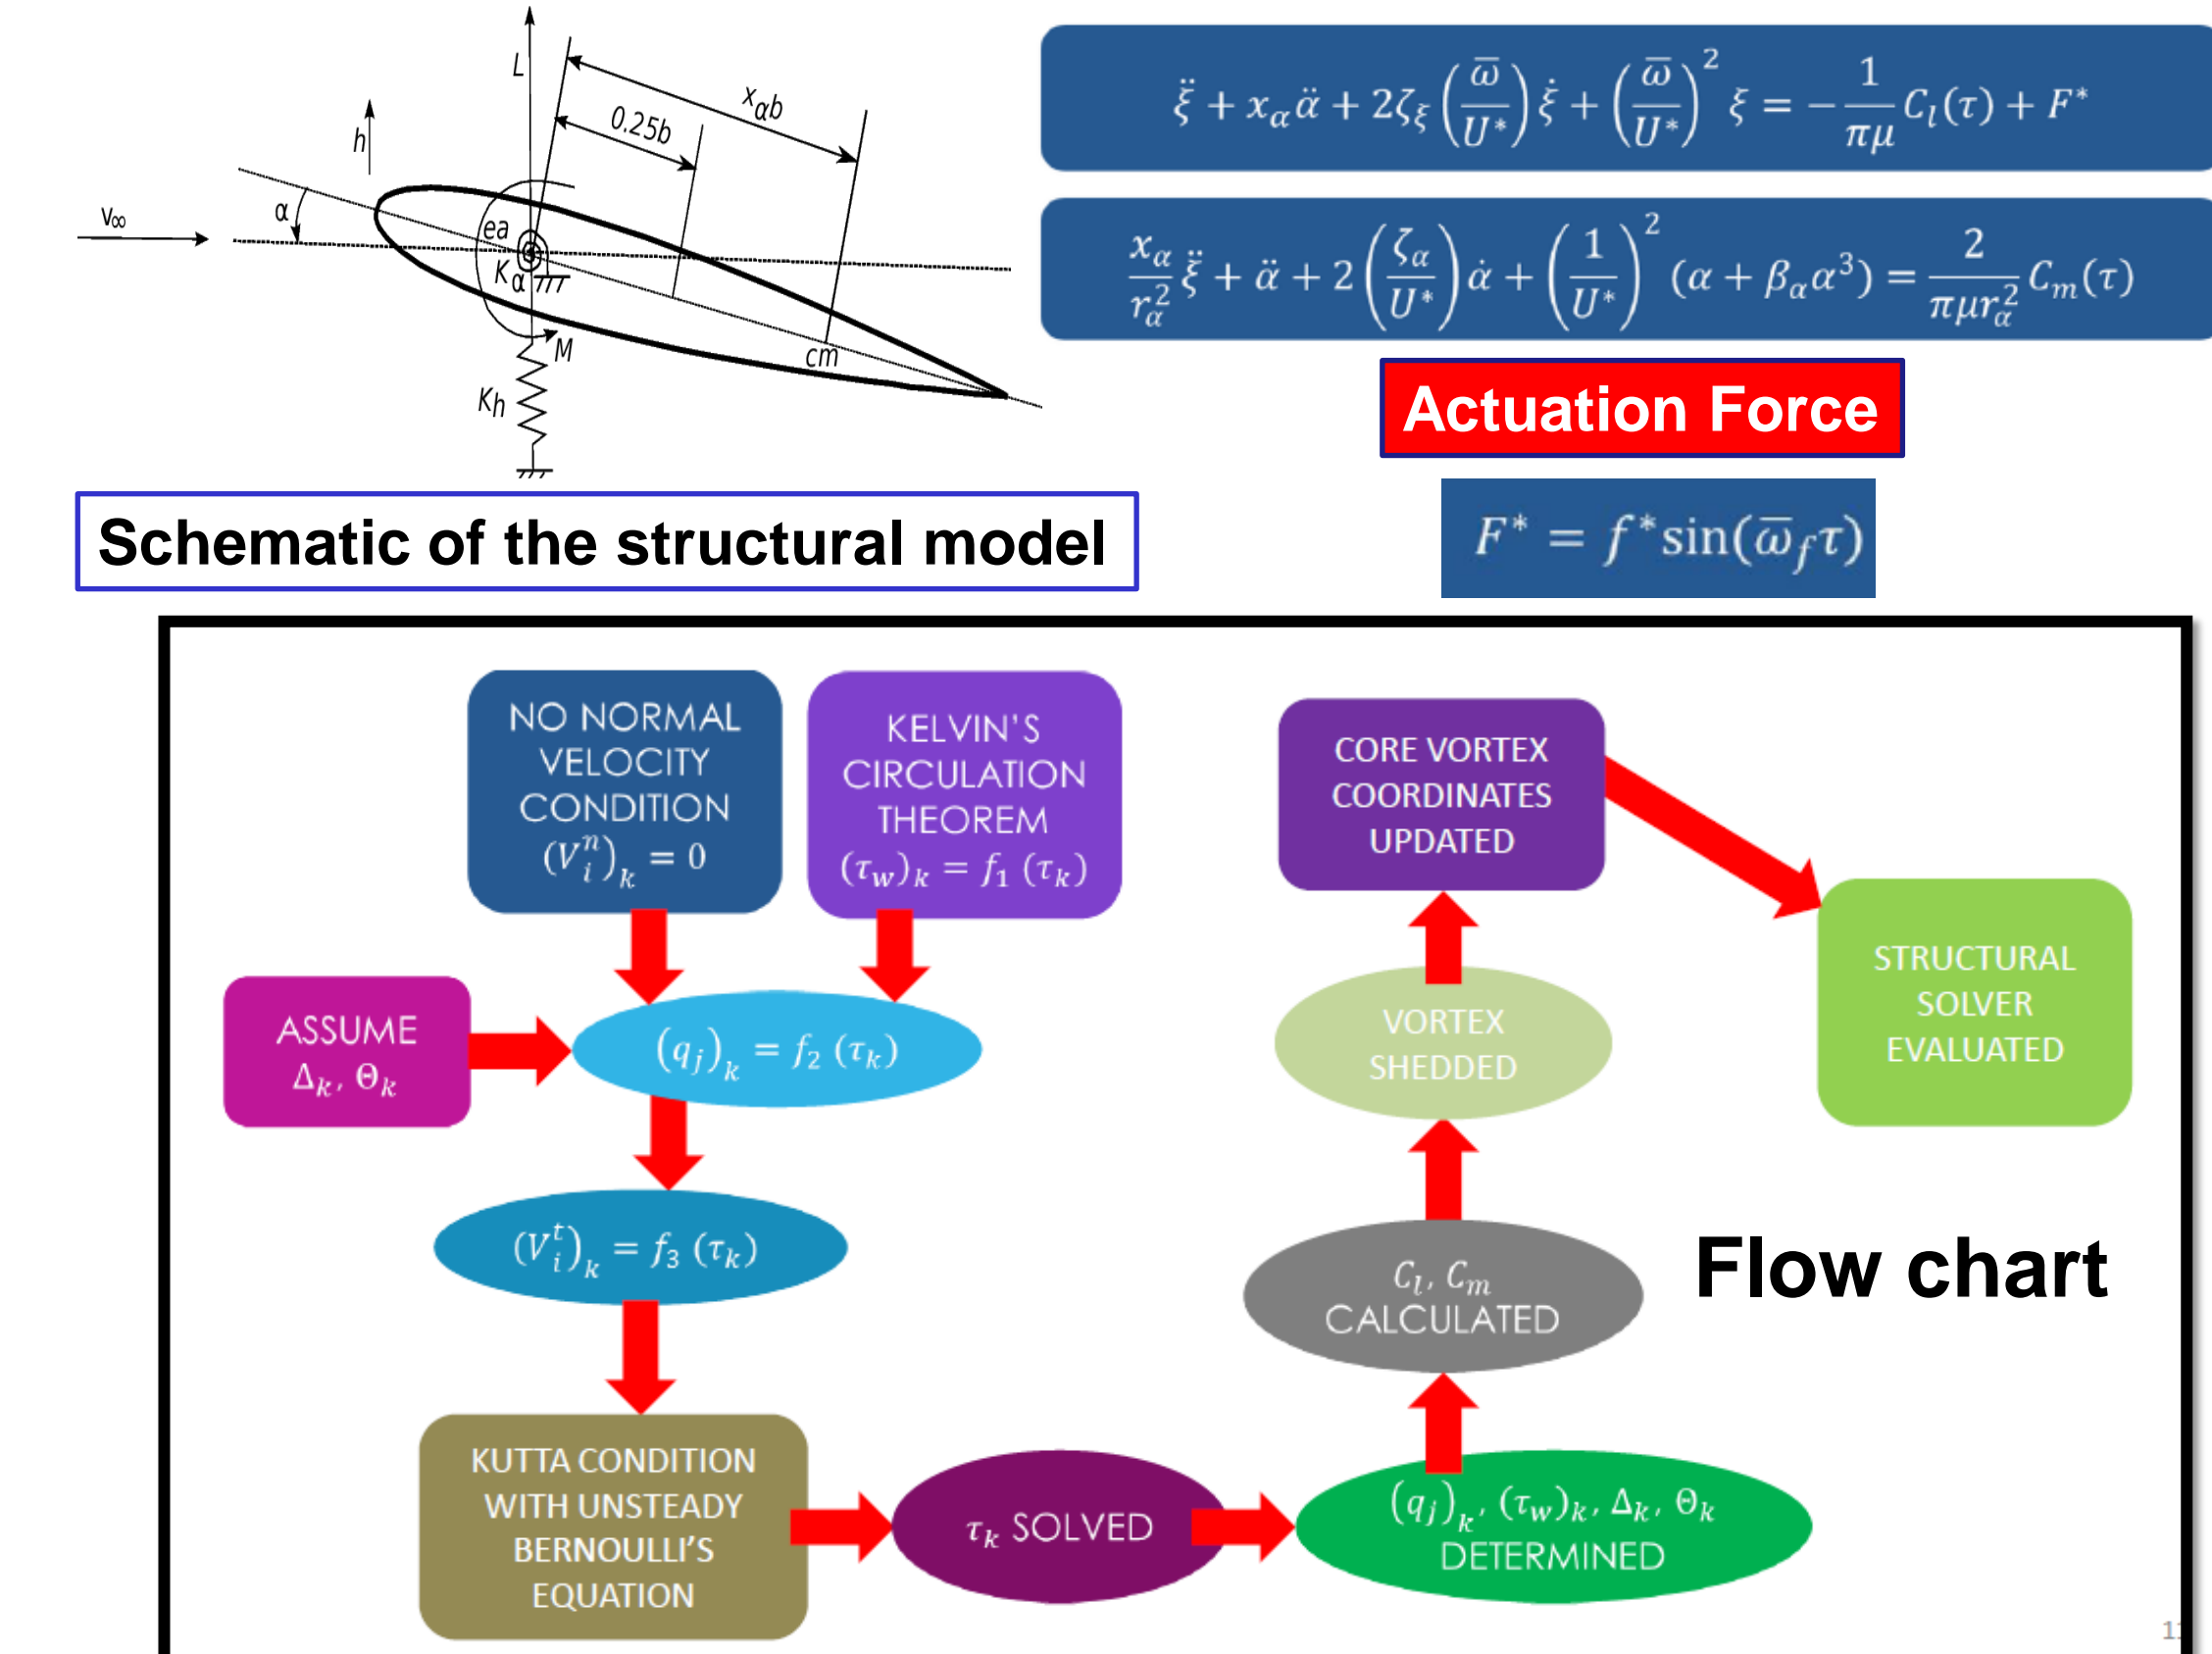 L
x_αb
0.25b
h
α
v∞
ea
Kα
M
cm
Kh
ξ̈ + x_α α̈ + 2ζ_ξ (ω̄/U*) ξ̇ + (ω̄/U*)² ξ = −(1/πμ) C_l(τ) + F*
(x_α/r_α²) ξ̈ + α̈ + 2(ζ_α/U*) α̇ + (1/U*)² (α + β_α α³) = (2/πμr_α²) C_m(τ)
Actuation Force
F* = f*sin(ω̄_f τ)
Schematic of the structural model
NO NORMAL
VELOCITY
CONDITION
(V_i^n)_k = 0
KELVIN'S
CIRCULATION
THEOREM
(τ_w)_k = f_1 (τ_k)
ASSUME
Δ_k, Θ_k
(q_j)_k = f_2 (τ_k)
(V_i^t)_k = f_3 (τ_k)
KUTTA CONDITION
WITH UNSTEADY
BERNOULLI'S
EQUATION
τ_k SOLVED
(q_j)_k, (τ_w)_k, Δ_k, Θ_k
DETERMINED
C_l, C_m
CALCULATED
VORTEX
SHEDDED
CORE VORTEX
COORDINATES
UPDATED
STRUCTURAL
SOLVER
EVALUATED
Flow chart